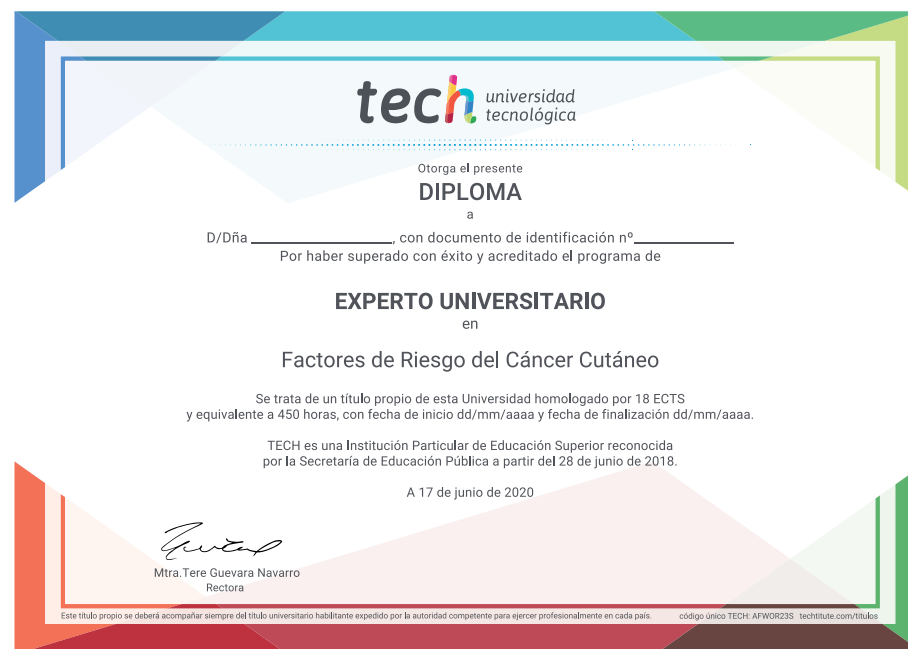 tech universidad
tecnológica
Otorga el presente
DIPLOMA
a
D/Dña ____________________, con documento de identificación nº______________
Por haber superado con éxito y acreditado el programa de
EXPERTO UNIVERSITARIO
en
Factores de Riesgo del Cáncer Cutáneo
Se trata de un título propio de esta Universidad homologado por 18 ECTS
y equivalente a 450 horas, con fecha de inicio dd/mm/aaaa y fecha de finalización dd/mm/aaaa.
TECH es una Institución Particular de Educación Superior reconocida
por la Secretaría de Educación Pública a partir del 28 de junio de 2018.
A 17 de junio de 2020
Mtra.Tere Guevara Navarro
Rectora
Este título propio se deberá acompañar siempre del título universitario habilitante expedido por la autoridad competente para ejercer profesionalmente en cada país. código único TECH: AFWOR23S techtitute.com/titulos